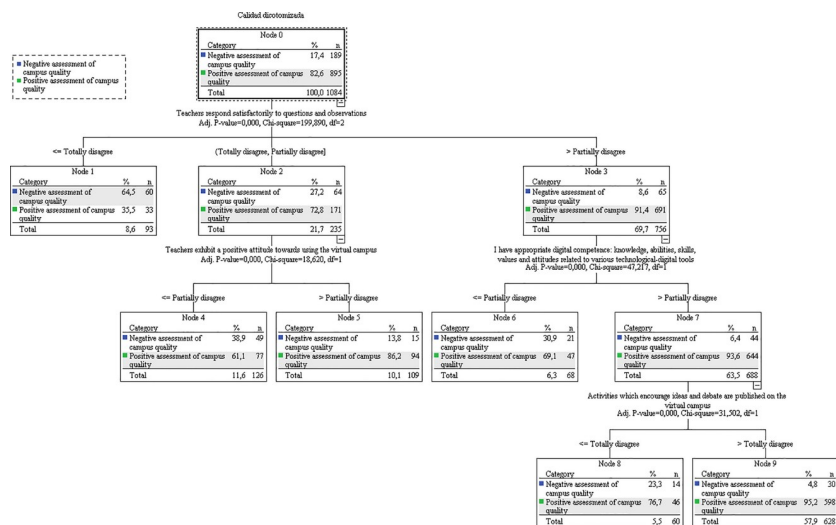 Calidad dicotomizada
Negative assessment of
campus quality
Positive assessment of campus
quality
Node 0
Category % n
Negative assessment of 17,4 189
campus quality
Positive assessment of campus 82,6 895
quality
Total 100,0 1084
Teachers respond satisfactorily to questions and observations
Adj. P-value=0,000, Chi-square=199,890, df=2
<= Totally disagree
(Totally disagree, Partially disagree]
> Partially disagree
Node 1
Category % n
Negative assessment of 64,5 60
campus quality
Positive assessment of campus 35,5 33
quality
Total 8,6 93
Node 2
Category % n
Negative assessment of 27,2 64
campus quality
Positive assessment of campus 72,8 171
quality
Total 21,7 235
Node 3
Category % n
Negative assessment of 8,6 65
campus quality
Positive assessment of campus 91,4 691
quality
Total 69,7 756
Teachers exhibit a positive attitude towards using the virtual campus
Adj. P-value=0,000, Chi-square=18,620, df=1
I have appropriate digital competence: knowledge, abilities, skills,
values and attitudes related to various technological-digital tools
Adj. P-value=0,000, Chi-square=47,217, df=1
<= Partially disagree
> Partially disagree
<= Partially disagree
> Partially disagree
Node 4
Category % n
Negative assessment of 38,9 49
campus quality
Positive assessment of campus 61,1 77
quality
Total 11,6 126
Node 5
Category % n
Negative assessment of 13,8 15
campus quality
Positive assessment of campus 86,2 94
quality
Total 10,1 109
Node 6
Category % n
Negative assessment of 30,9 21
campus quality
Positive assessment of campus 69,1 47
quality
Total 6,3 68
Node 7
Category % n
Negative assessment of 6,4 44
campus quality
Positive assessment of campus 93,6 644
quality
Total 63,5 688
Activities which encourage ideas and debate are published on the
virtual campus
Adj. P-value=0,000, Chi-square=31,502, df=1
<= Totally disagree
> Totally disagree
Node 8
Category % n
Negative assessment of 23,3 14
campus quality
Positive assessment of campus 76,7 46
quality
Total 5,5 60
Node 9
Category % n
Negative assessment of 4,8 30
campus quality
Positive assessment of campus 95,2 598
quality
Total 57,9 628